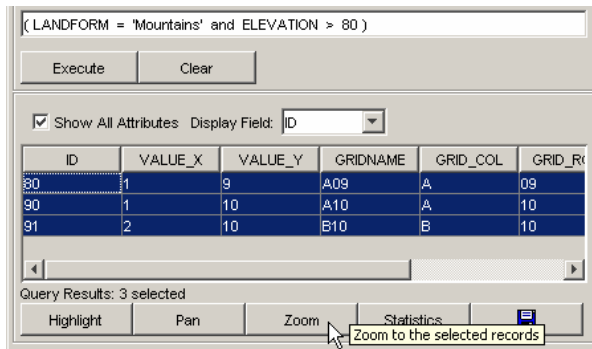 ( LANDFORM = 'Mountains' and ELEVATION > 80 )
Execute Clear
Show All Attributes Display Field: ID
ID VALUE_X VALUE_Y GRIDNAME GRID_COL GRID_RO
80 1 9 A09 A 09
90 1 10 A10 A 10
91 2 10 B10 B 10
Query Results: 3 selected
Highlight Pan Zoom Statistics
Zoom to the selected records